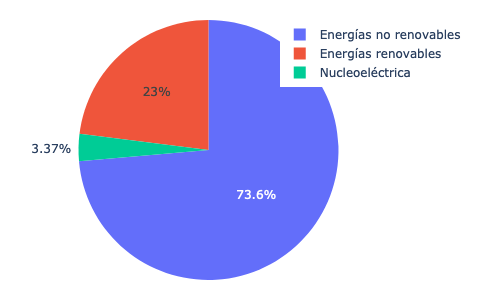 Energías no renovables
Energías renovables
Nucleoeléctrica
23%
3.37%
73.6%